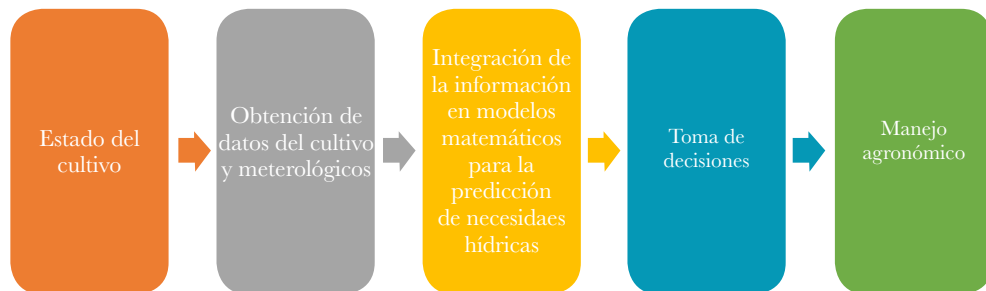 Estado del
cultivo
Obtención de
datos del cultivo
y meterológicos
Integración de
la información
en modelos
matemáticos
para la
predicción
de necesidaes
hídricas
Toma de
decisiones
Manejo
agronómico